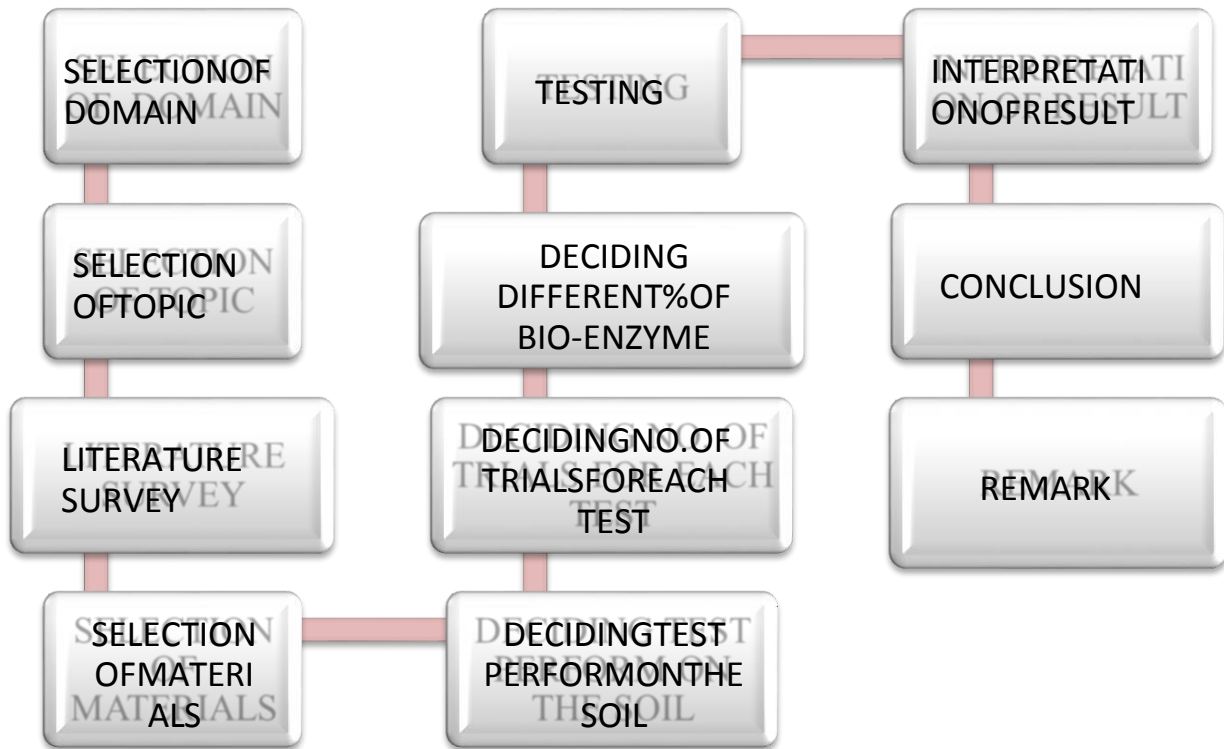 SELECTIONOF
DOMAIN
SELECTION
OFTOPIC
LITERATURE
SURVEY
SELECTION
OFMATERI
ALS
DECIDINGTEST
PERFORMONTHE
SOIL
DECIDINGNO.OF
TRIALSFOREACH
TEST
DECIDING
DIFFERENT%OF
BIO-ENZYME
TESTING
INTERPRETATI
ONOFRESULT
CONCLUSION
REMARK